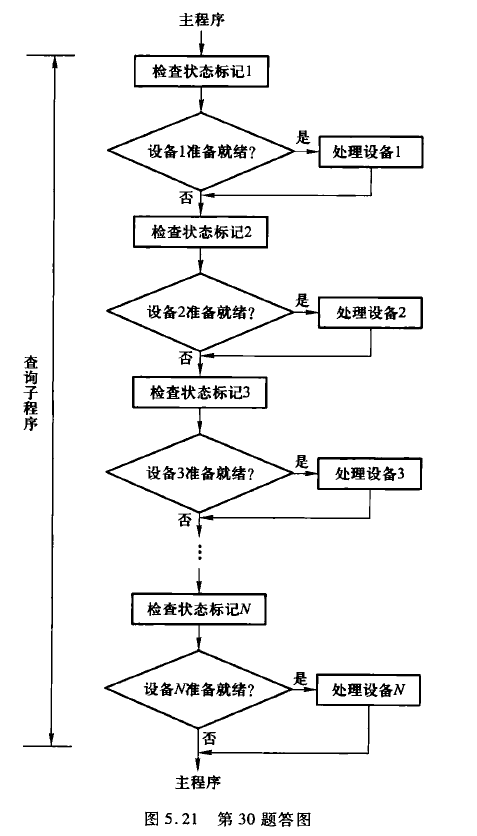 主程序
检查状态标记1
设备1准备就绪?
是
处理设备1
否
检查状态标记2
设备2准备就绪?
是
处理设备2
否
检查状态标记3
设备3准备就绪?
是
处理设备3
否
⋮
检查状态标记N
设备N准备就绪?
是
处理设备N
否
主程序
查询子程序
图 5.21 第 30 题答图